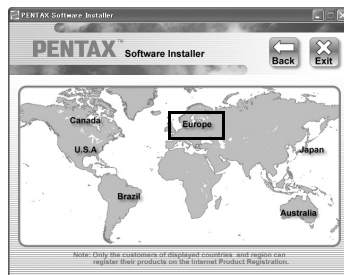 PENTAX Software Installer
PENTAX™ Software Installer
Back Exit
Canada
Europe
U.S.A
Japan
Brazil
Australia
Note: Only the customers of displayed countries and region can
register their products on the Internet Product Registration.